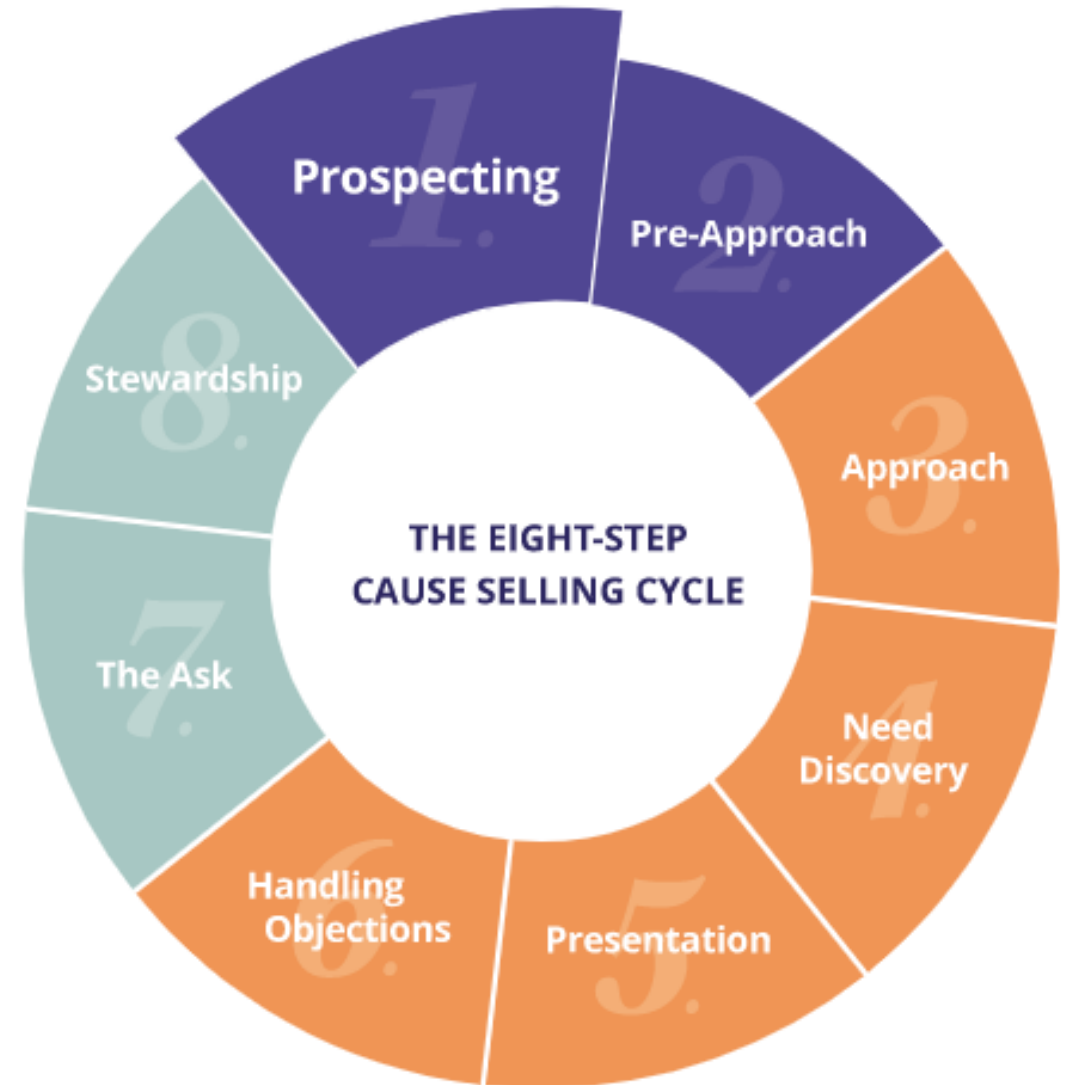 1.
Prospecting
2.
Pre-Approach
3.
Approach
4.
Need
Discovery
5.
Presentation
6.
Handling
Objections
7.
The Ask
8.
Stewardship
THE EIGHT-STEP
CAUSE SELLING CYCLE